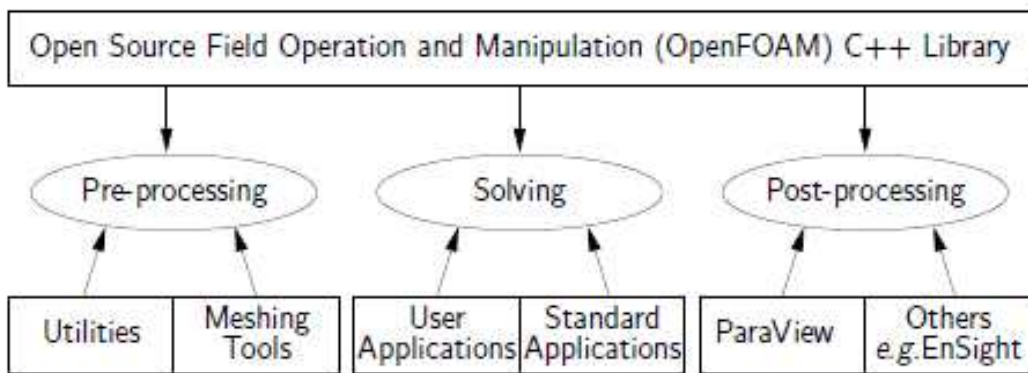 Open Source Field Operation and Manipulation (OpenFOAM) C++ Library
Pre-processing
Solving
Post-processing
Utilities
Meshing
Tools
User
Applications
Standard
Applications
ParaView
Others
e.g.EnSight